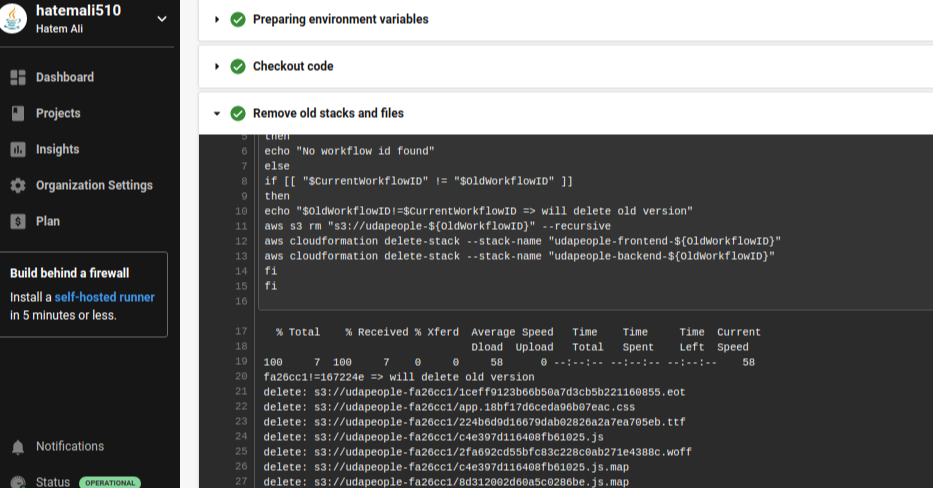 hatemali510
Hatem Ali
Dashboard
Projects
Insights
Organization Settings
Plan
Build behind a firewall
Install a self-hosted runner
in 5 minutes or less.
Notifications
Status OPERATIONAL
Preparing environment variables
Checkout code
Remove old stacks and files
5 then
6 echo "No workflow id found"
7 else
8 if [[ "$CurrentWorkflowID" != "$OldWorkflowID" ]]
9 then
10 echo "$OldWorkflowID!=$CurrentWorkflowID => will delete old version"
11 aws s3 rm "s3://udapeople-${OldWorkflowID}" --recursive
12 aws cloudformation delete-stack --stack-name "udapeople-frontend-${OldWorkflowID}"
13 aws cloudformation delete-stack --stack-name "udapeople-backend-${OldWorkflowID}"
14 fi
15 fi
16
17 % Total % Received % Xferd Average Speed Time Time Time Current
18 Dload Upload Total Spent Left Speed
19 100 7 100 7 0 0 58 0 --:--:-- --:--:-- --:--:-- 58
20 fa26cc1!=167224e => will delete old version
21 delete: s3://udapeople-fa26cc1/1ceff9123b66b50a7d3cb5b221160855.eot
22 delete: s3://udapeople-fa26cc1/app.18bf17d6ceda96b07eac.css
23 delete: s3://udapeople-fa26cc1/224b6d9d16679dab02826a2a7ea705eb.ttf
24 delete: s3://udapeople-fa26cc1/c4e397d116408fb61025.js
25 delete: s3://udapeople-fa26cc1/2fa692cd55bfc83c228c0ab271e4388c.woff
26 delete: s3://udapeople-fa26cc1/c4e397d116408fb61025.js.map
27 delete: s3://udapeople-fa26cc1/8d312002d60a5c0286be.js.map